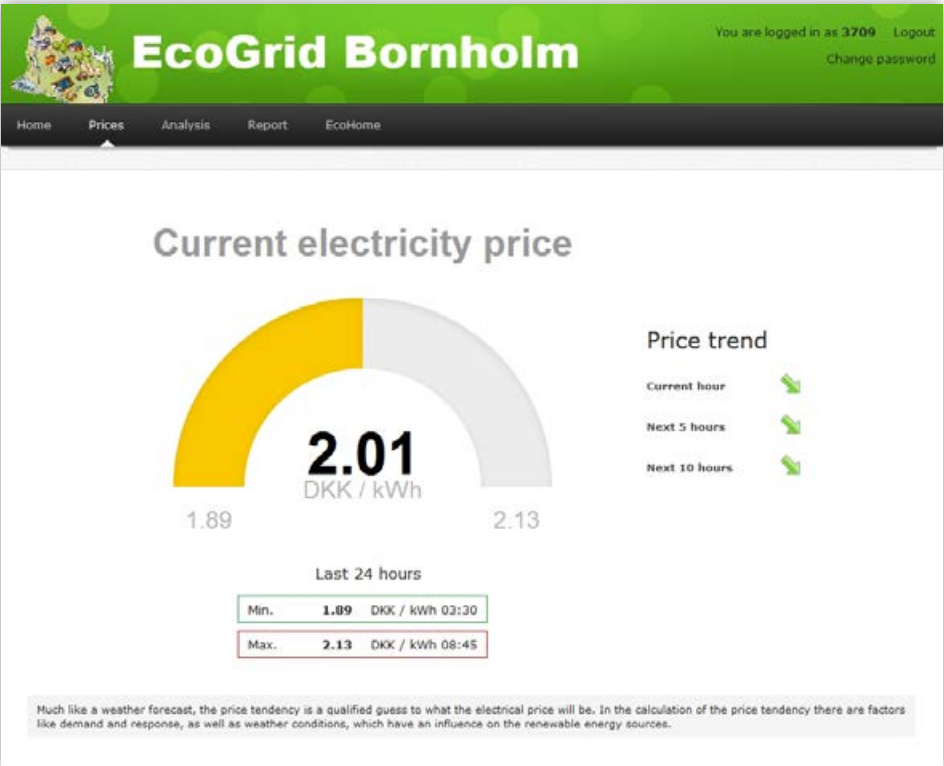 EcoGrid Bornholm
You are logged in as 3709 Logout
Change password
Home Prices Analysis Report EcoHome
Current electricity price
2.01
DKK / kWh
1.89 2.13
Price trend
Current hour
Next 5 hours
Next 10 hours
Last 24 hours
Min. 1.89 DKK / kWh 03:30
Max. 2.13 DKK / kWh 08:45
Much like a weather forecast, the price tendency is a qualified guess to what the electrical price will be. In the calculation of the price tendency there are factors
like demand and response, as well as weather conditions, which have an influence on the renewable energy sources.